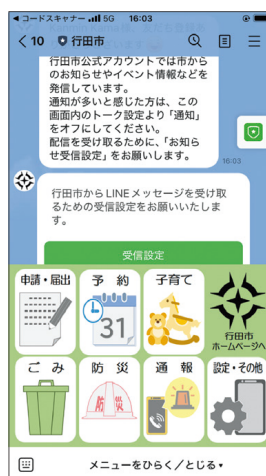 ◀ コードスキャナー 5G 16:03
10 行田市
行田市公式アカウントでは市から
のお知らせやイベント情報などを
発信しています。
通知が多いと感じた方は、この
画面内のトーク設定より「通知」
をオフにしてください。
配信を受け取るために、「お知ら
せ受信設定」をお願いします。
16:03
行田市からLINEメッセージを受け取
るための受信設定をお願いいたしま
す。
受信設定
申請・届出
予 約
31
子育て
行田市
ホームページへ
ご み
防 災
防 災
通 報
設定・その他
メニューをひらく／とじる▾